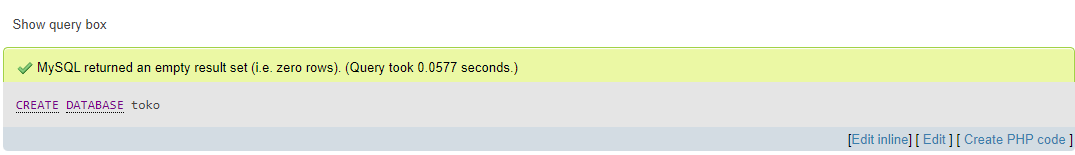 Show query box
MySQL returned an empty result set (i.e. zero rows). (Query took 0.0577 seconds.)
CREATE DATABASE toko
[Edit inline] [ Edit ] [ Create PHP code ]